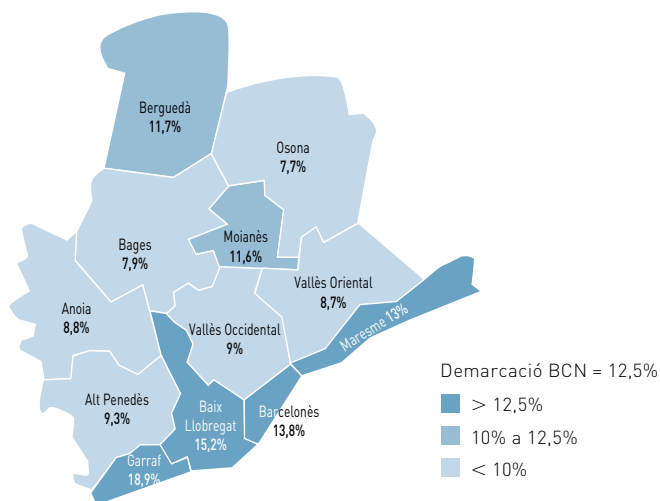 Berguedà
11,7%
Osona
7,7%
Moianès
11,6%
Bages
7,9%
Vallès Oriental
8,7%
Anoia
8,8%
Vallès Occidental
9%
Maresme 13%
Alt Penedès
9,3%
Baix
Llobregat
15,2%
Barcelonès
13,8%
Garraf
18,9%
Demarcació BCN = 12,5%
> 12,5%
10% a 12,5%
< 10%